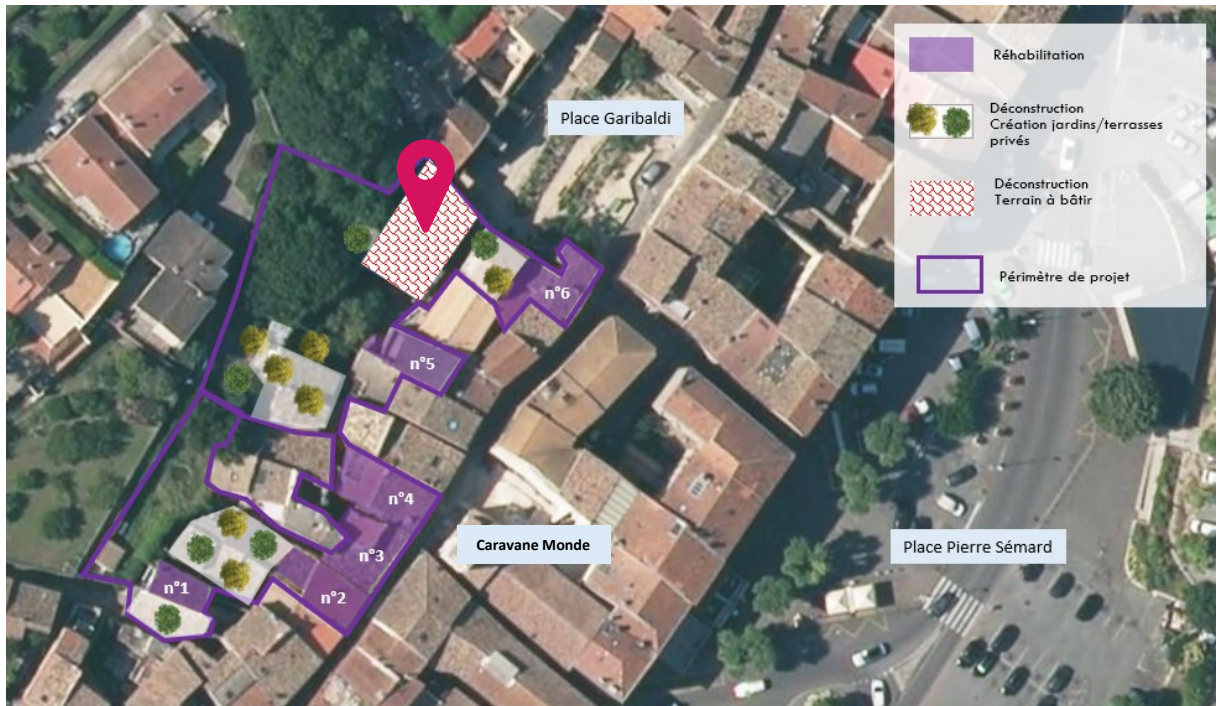 Réhabilitation
Place Garibaldi
Déconstruction
Création jardins/terrasses
privés
Déconstruction
Terrain à bâtir
Périmètre de projet
n°6
n°5
n°4
n°3
n°1
n°2
Caravane Monde
Place Pierre Sémard